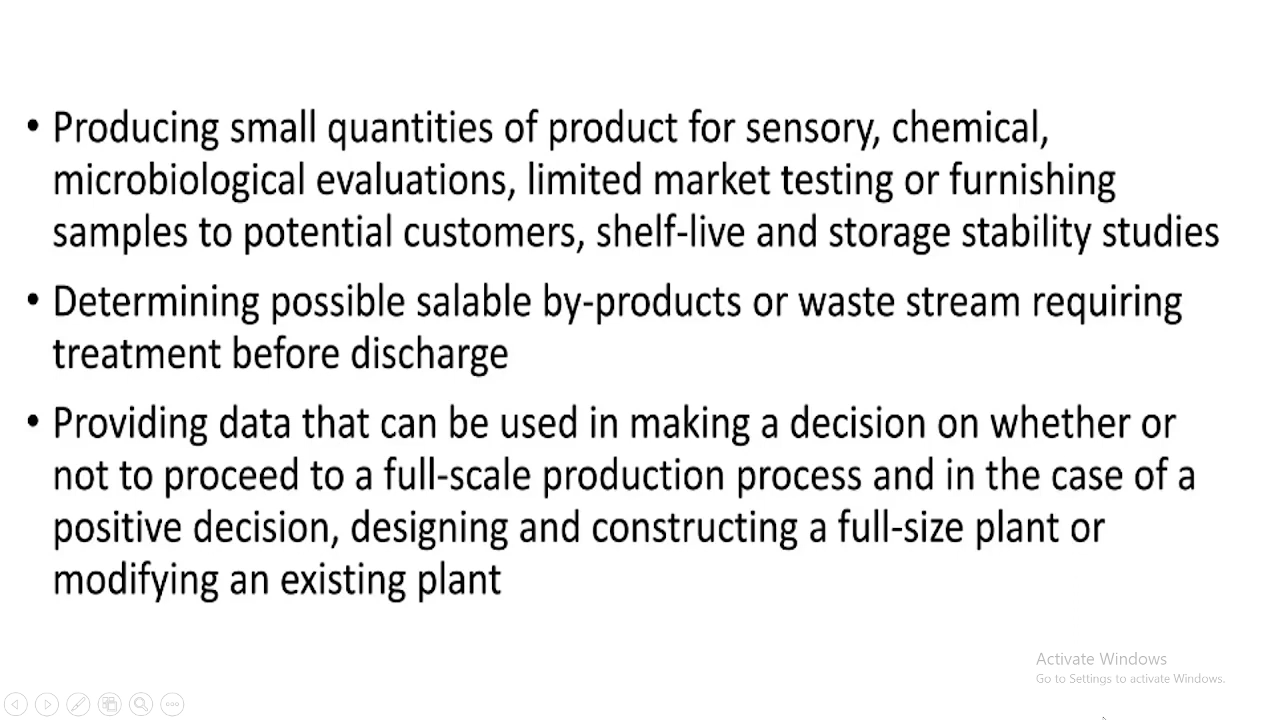 • Producing small quantities of product for sensory, chemical,
microbiological evaluations, limited market testing or furnishing
samples to potential customers, shelf-live and storage stability studies
• Determining possible salable by-products or waste stream requiring
treatment before discharge
• Providing data that can be used in making a decision on whether or
not to proceed to a full-scale production process and in the case of a
positive decision, designing and constructing a full-size plant or
modifying an existing plant
Activate Windows
Go to Settings to activate Windows.